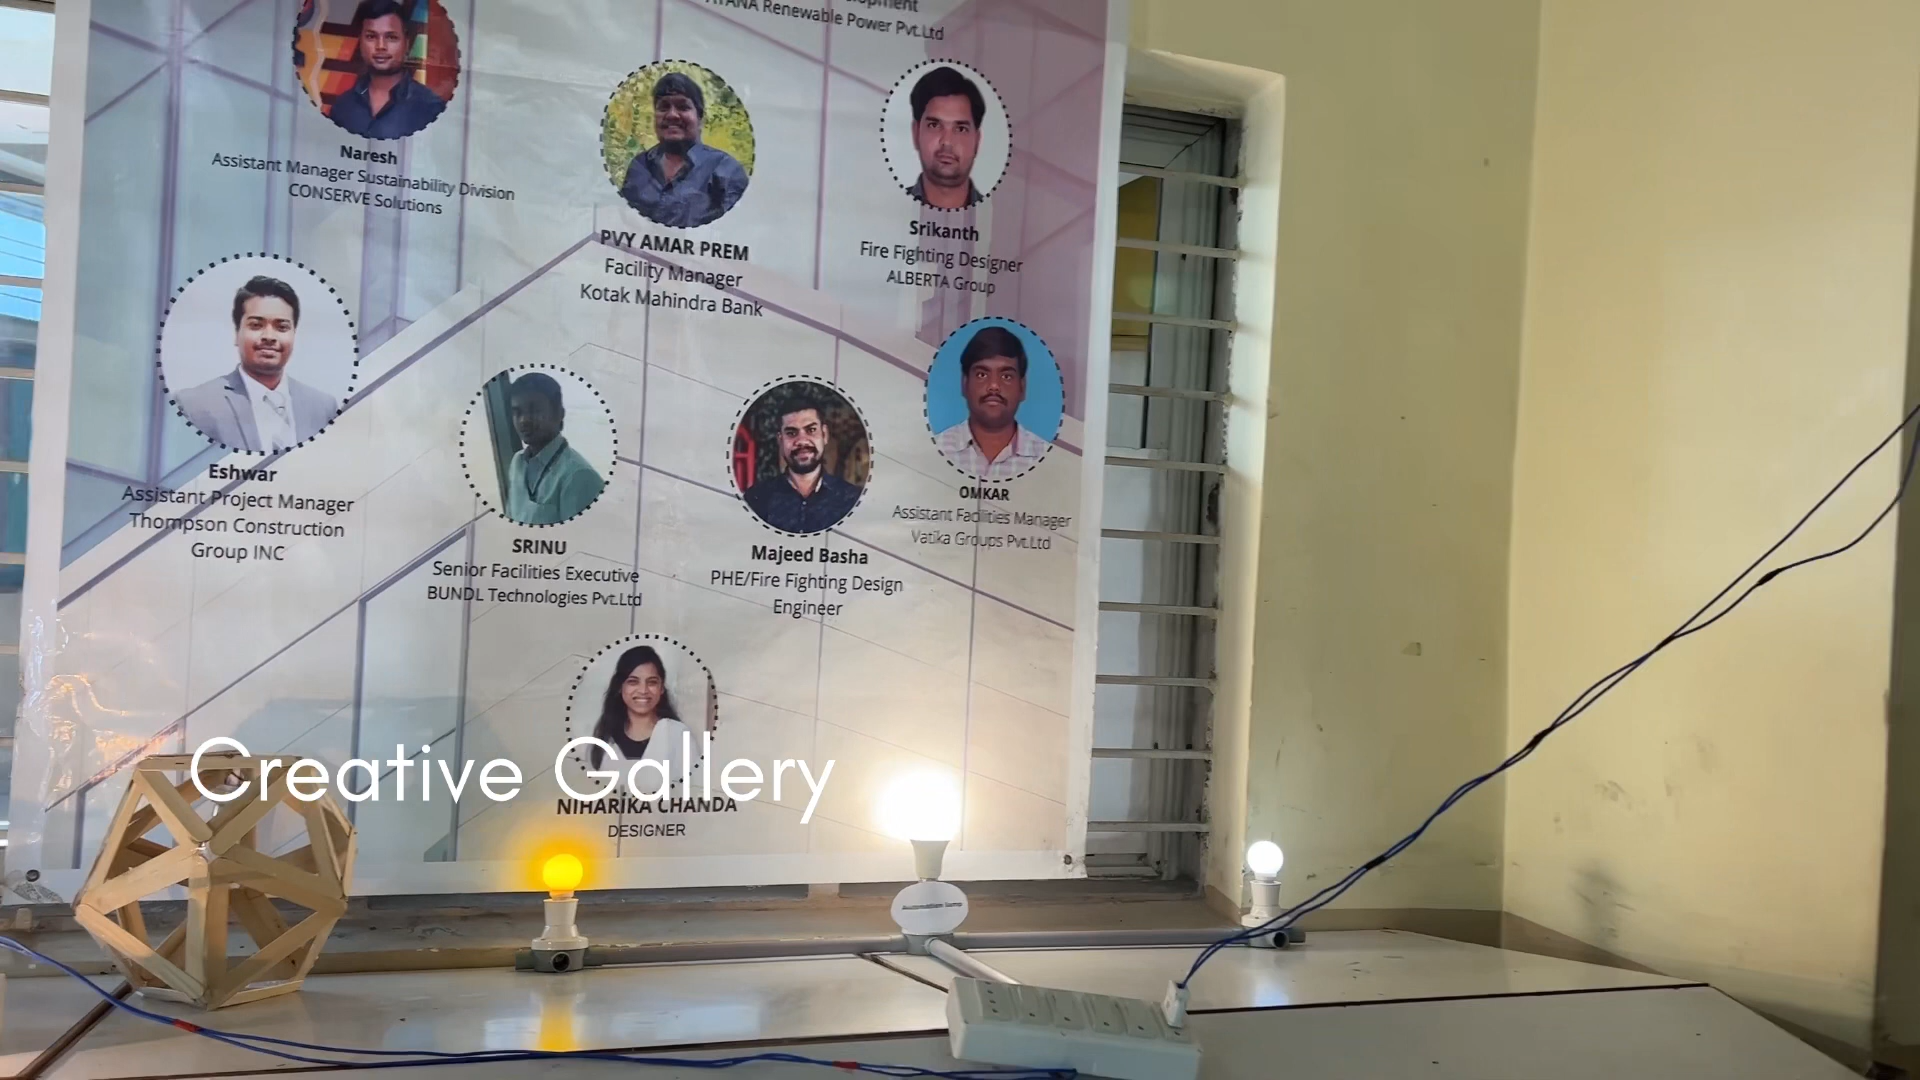 Renewable Power Pvt.Ltd
Naresh
Assistant Manager Sustainability Division
CONSERVE Solutions
PVY AMAR PREM
Facility Manager
Kotak Mahindra Bank
Srikanth
Fire Fighting Designer
ALBERTA Group
Eshwar
Assistant Project Manager
Thompson Construction
Group INC
SRINU
Senior Facilities Executive
BUNDL Technologies Pvt.Ltd
Majeed Basha
PHE/Fire Fighting Design
Engineer
OMKAR
Assistant Facilities Manager
Vatika Groups Pvt.Ltd
Creative Gallery
NIHARIKA CHANDA
DESIGNER
Automation lamp